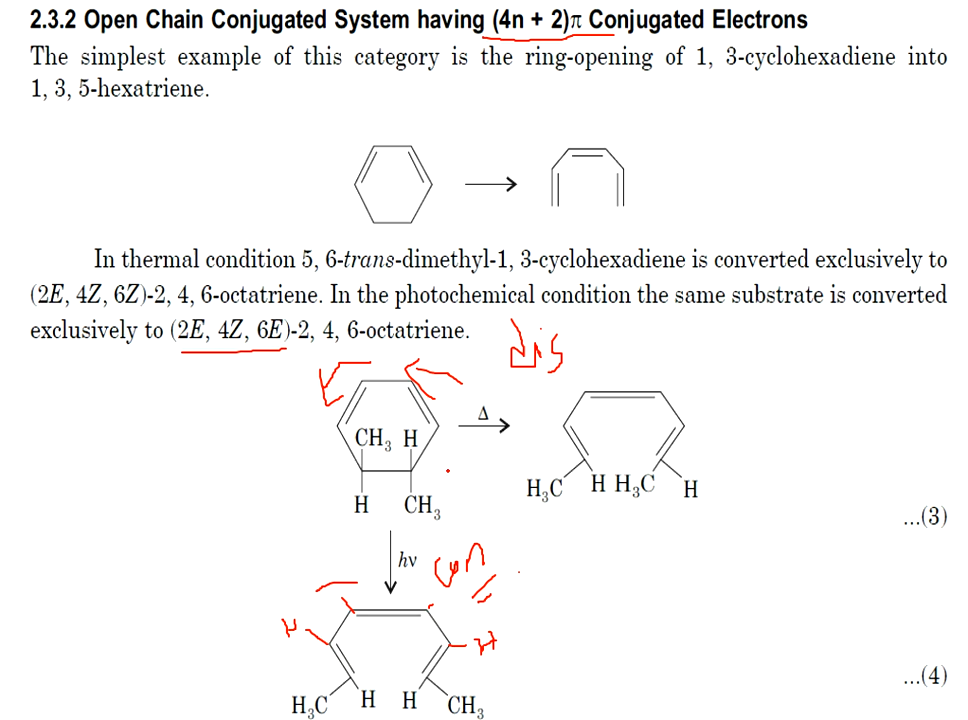 2.3.2 Open Chain Conjugated System having (4n + 2)π Conjugated Electrons
The simplest example of this category is the ring-opening of 1, 3-cyclohexadiene into
1, 3, 5-hexatriene.
In thermal condition 5, 6-trans-dimethyl-1, 3-cyclohexadiene is converted exclusively to
(2E, 4Z, 6Z)-2, 4, 6-octatriene. In the photochemical condition the same substrate is converted
exclusively to (2E, 4Z, 6E)-2, 4, 6-octatriene.
dis
CH₃ H
Δ
H CH₃
H₃C H H₃C H
...(3)
hν
con
H H
...(4)
H₃C H H CH₃